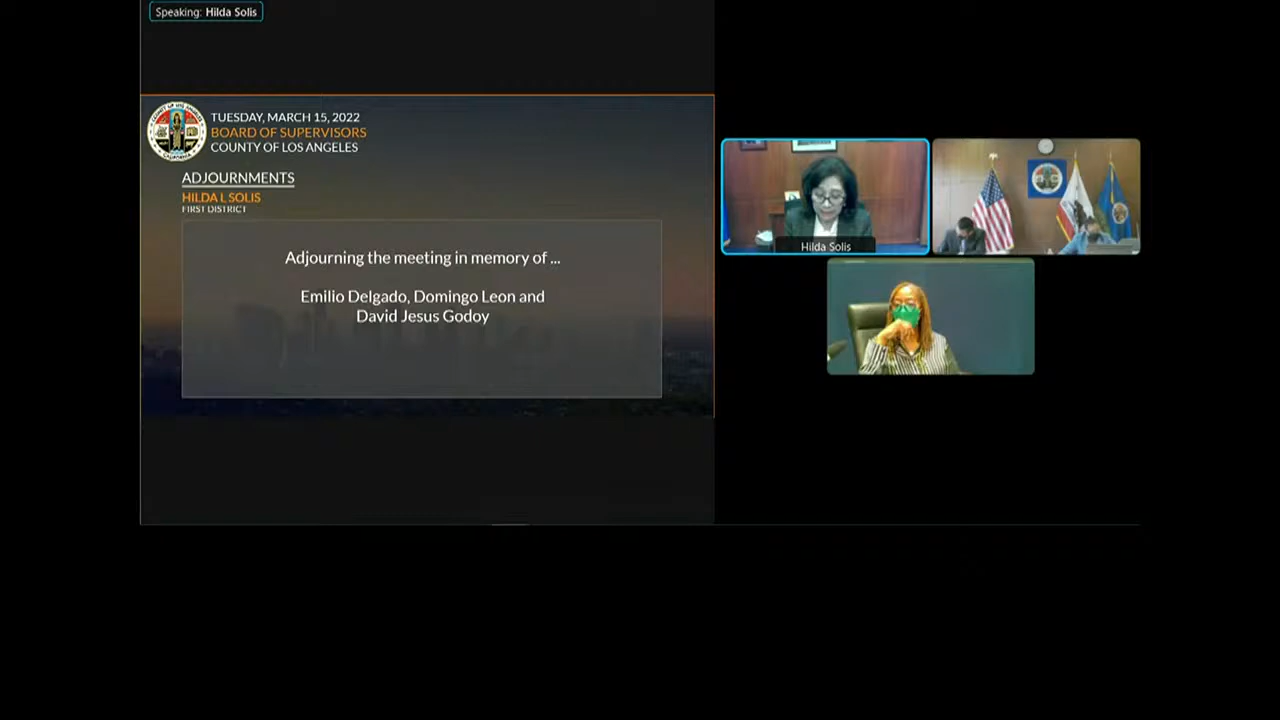 Speaking: Hilda Solis
TUESDAY, MARCH 15, 2022
BOARD OF SUPERVISORS
COUNTY OF LOS ANGELES
ADJOURNMENTS
HILDA L SOLIS
FIRST DISTRICT
Adjourning the meeting in memory of ...
Emilio Delgado, Domingo Leon and
David Jesus Godoy
Hilda Solis